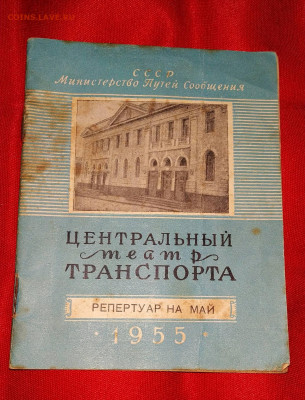 COINS.LAVE.RU
СССР
Министерство Путей Сообщения
ЦЕНТРАЛЬНЫЙ
театр
ТРАНСПОРТА
РЕПЕРТУАР НА МАЙ
· 1955 ·